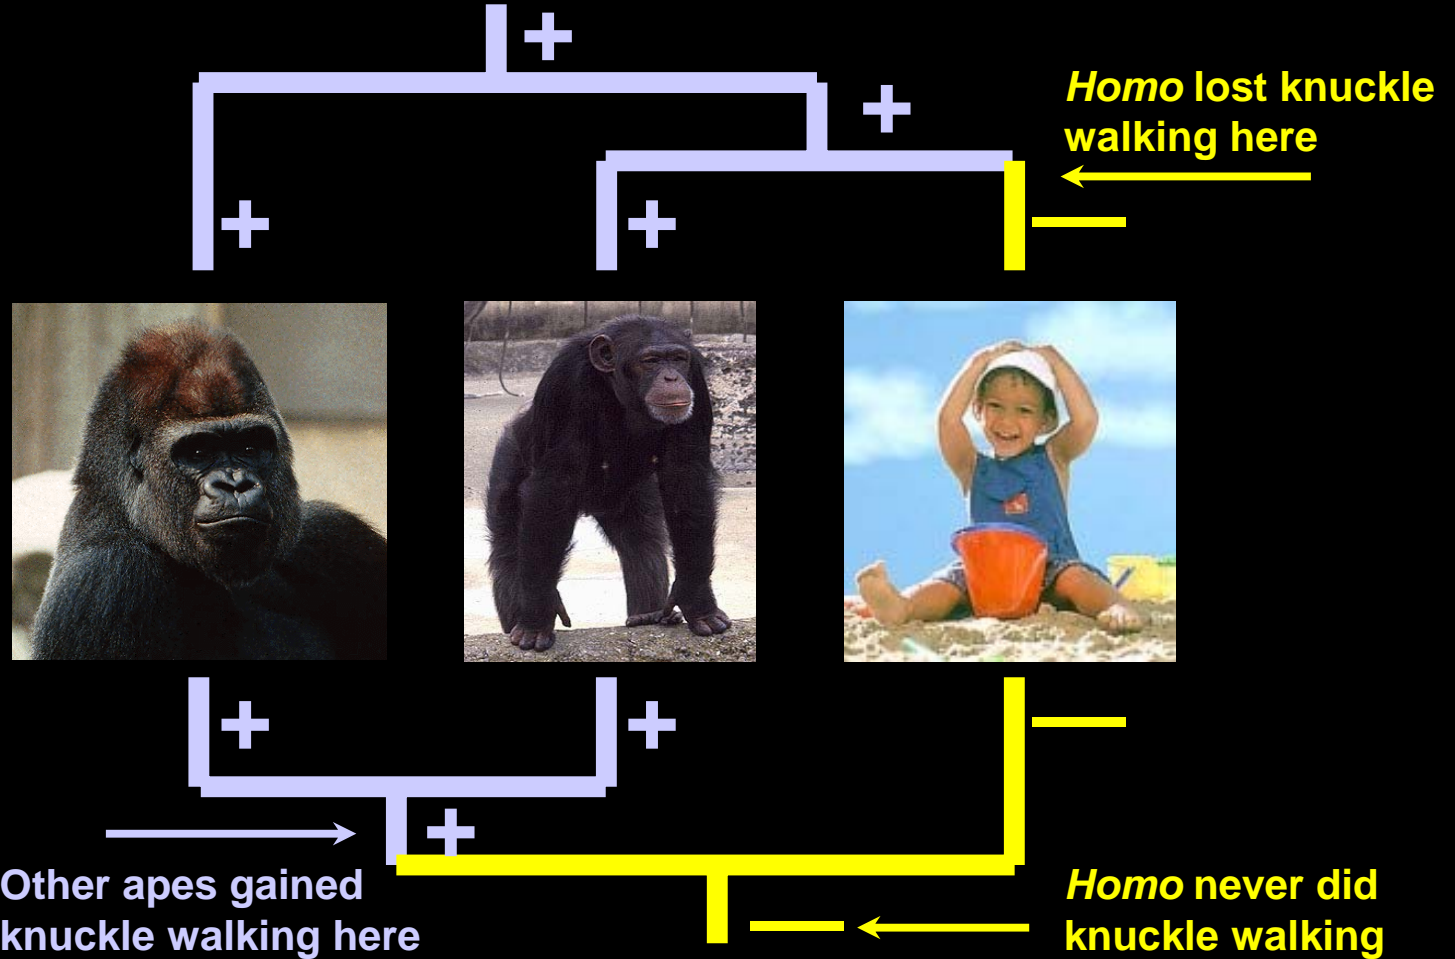 Homo lost knuckle
walking here
Other apes gained
knuckle walking here
Homo never did
knuckle walking